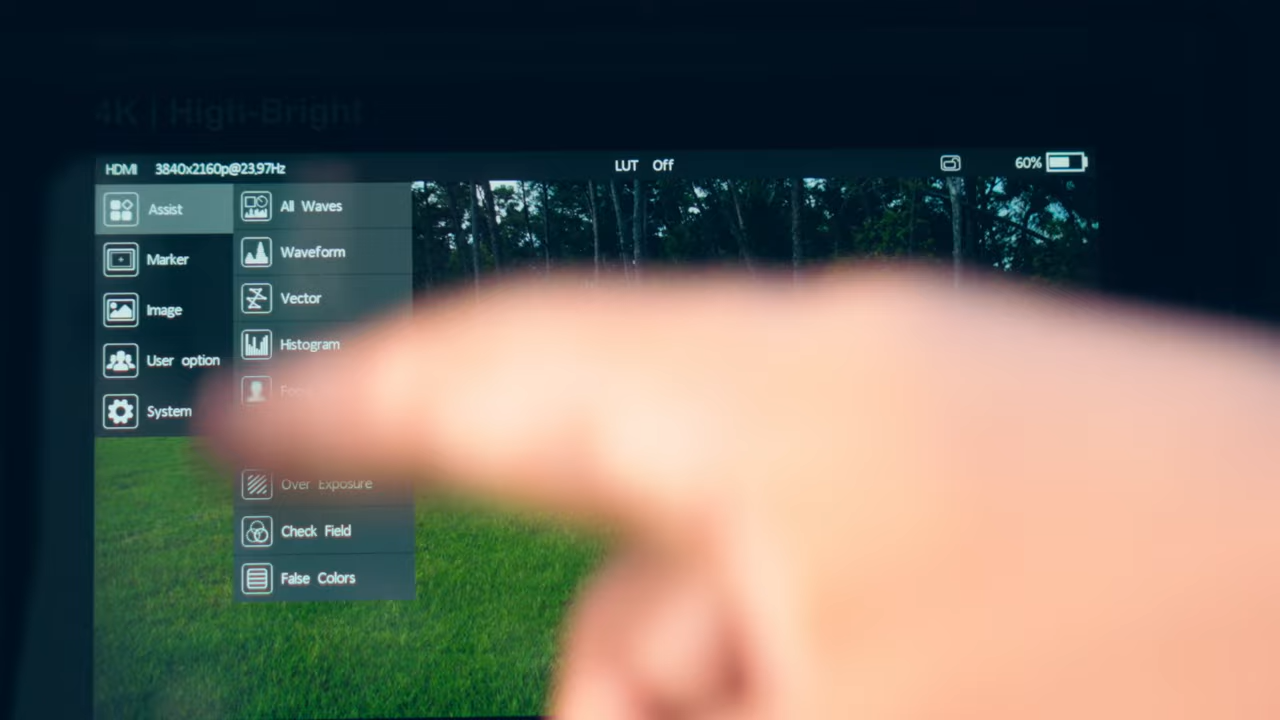 4K | High-Bright
HDMI 3840x2160p@23.97Hz LUT Off 60%
Assist
Marker
Image
User option
System
All Waves
Waveform
Vector
Histogram
Over Exposure
Check Field
False Colors